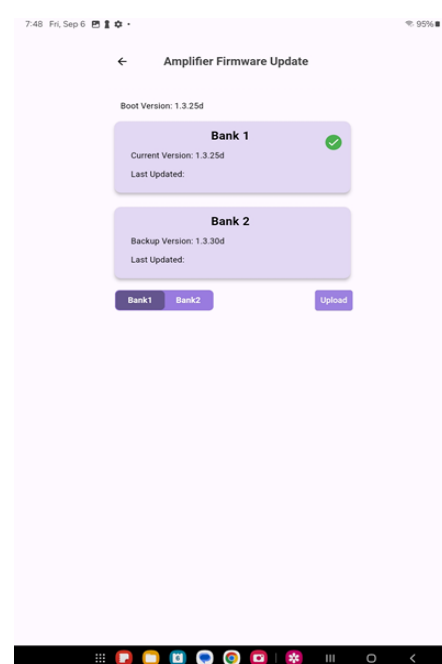 7:48 Fri, Sep 6
95%
Amplifier Firmware Update
Boot Version: 1.3.25d
Bank 1
Current Version: 1.3.25d
Last Updated:
Bank 2
Backup Version: 1.3.30d
Last Updated:
Bank1 Bank2 Upload
6